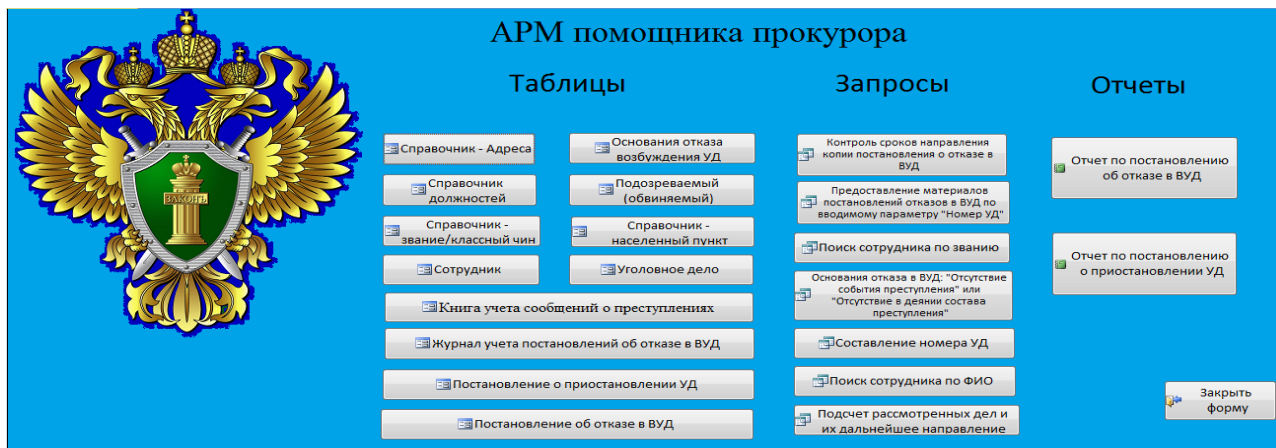 АРМ помощника прокурора
Таблицы
Запросы
Отчеты
ЗАКОНЪ
Справочник - Адреса
Основания отказа
возбуждения УД
Справочник
должностей
Подозреваемый
(обвиняемый)
Справочник -
звание/классный чин
Справочник -
населенный пункт
Сотрудник
Уголовное дело
Книга учета сообщений о преступлениях
Журнал учета постановлений об отказе в ВУД
Постановление о приостановлении УД
Постановление об отказе в ВУД
Контроль сроков направления
копии постановления о отказе в
ВУД
Предоставление материалов
постановлений отказов в ВУД по
вводимому параметру "Номер УД"
Поиск сотрудника по званию
Основания отказа в ВУД: "Отсутствие
события преступления" или
"Отсутствие в деянии состава
преступления"
Составление номера УД
Поиск сотрудника по ФИО
Подсчет рассмотренных дел и
их дальнейшее направление
Отчет по постановлению
об отказе в ВУД
Отчет по постановлению
о приостановлении УД
Закрыть
форму